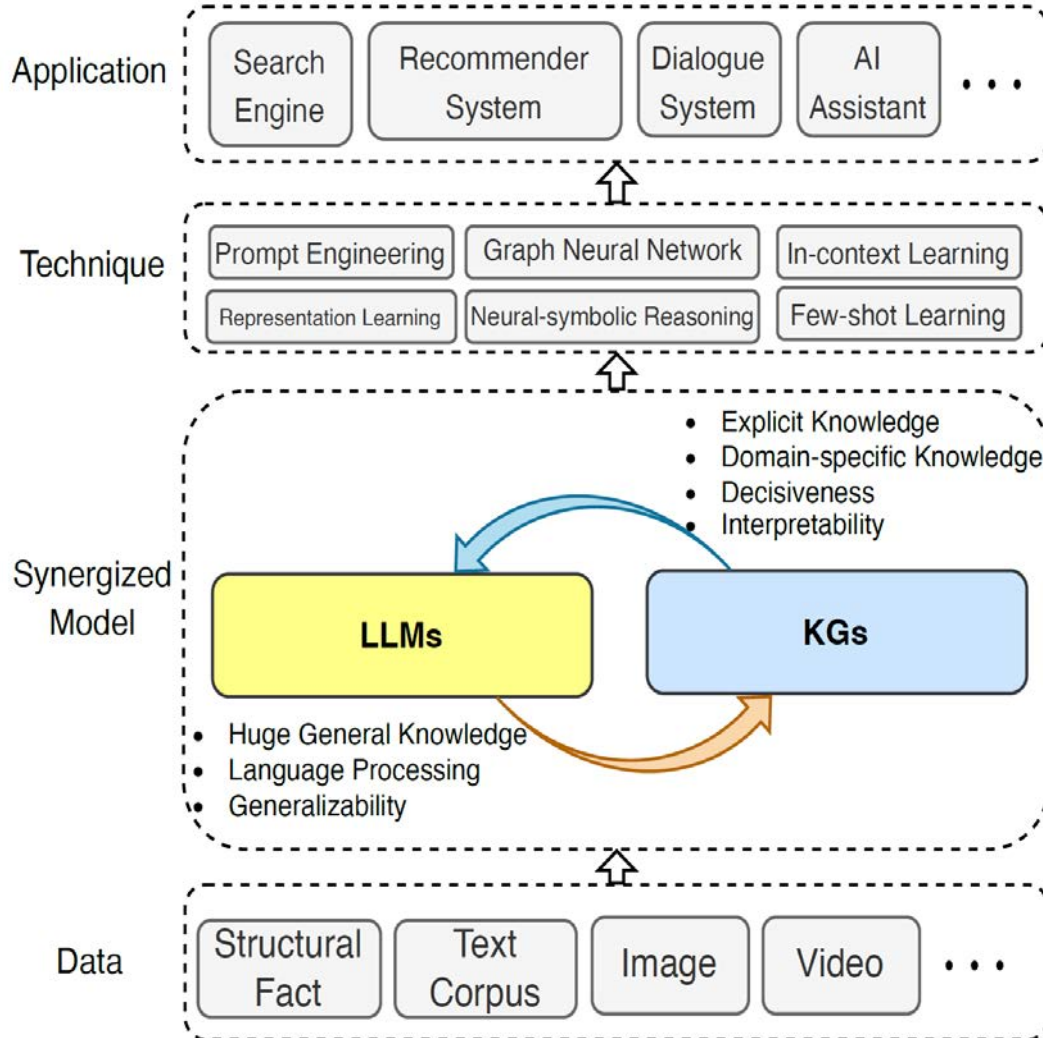 Application
Search
Engine
Recommender
System
Dialogue
System
AI
Assistant
• • •
Technique
Prompt Engineering
Graph Neural Network
In-context Learning
Representation Learning
Neural-symbolic Reasoning
Few-shot Learning
Synergized
Model
• Explicit Knowledge
• Domain-specific Knowledge
• Decisiveness
• Interpretability
LLMs
KGs
• Huge General Knowledge
• Language Processing
• Generalizability
Data
Structural
Fact
Text
Corpus
Image
Video
• • •